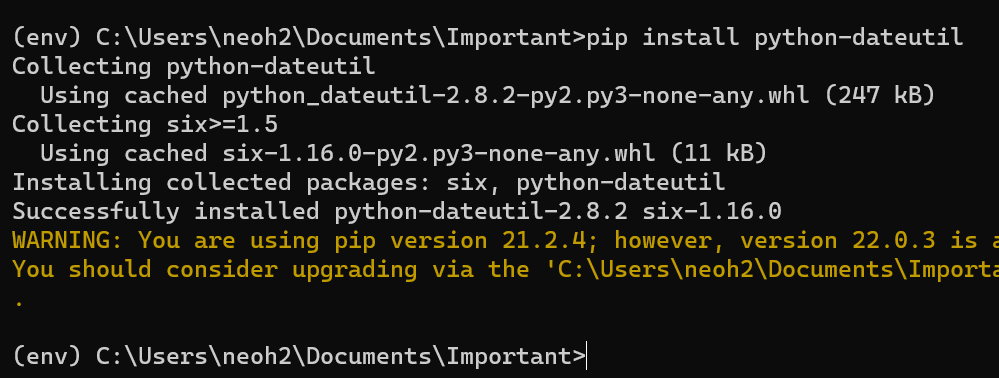 (env) C:\Users\neoh2\Documents\Important>pip install python-dateutil
Collecting python-dateutil
  Using cached python_dateutil-2.8.2-py2.py3-none-any.whl (247 kB)
Collecting six>=1.5
  Using cached six-1.16.0-py2.py3-none-any.whl (11 kB)
Installing collected packages: six, python-dateutil
Successfully installed python-dateutil-2.8.2 six-1.16.0
WARNING: You are using pip version 21.2.4; however, version 22.0.3 is a
You should consider upgrading via the 'C:\Users\neoh2\Documents\Importa
.
(env) C:\Users\neoh2\Documents\Important>